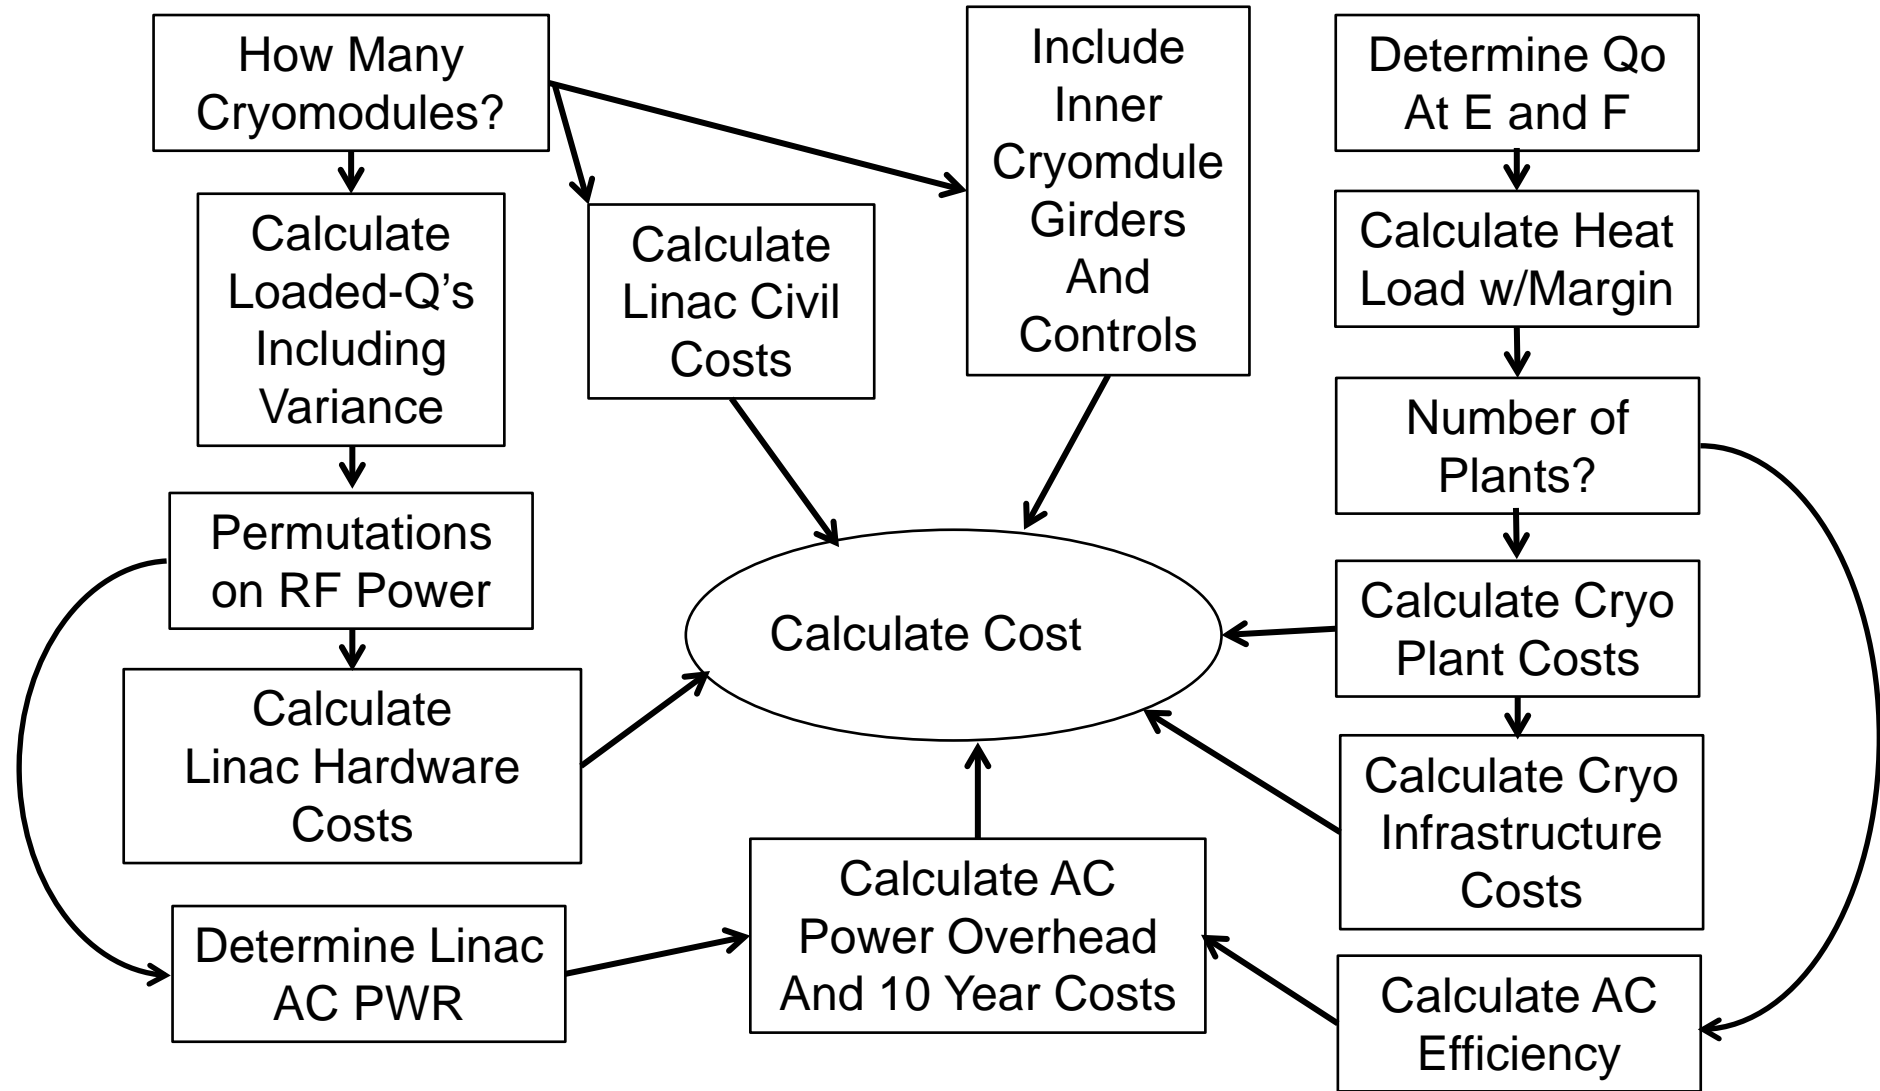 How Many
Cryomodules?
Include
Inner
Cryomdule
Girders
And
Controls
Determine Qo
At E and F
Calculate
Loaded-Q’s
Including
Variance
Calculate
Linac Civil
Costs
Calculate Heat
Load w/Margin
Number of
Plants?
Permutations
on RF Power
Calculate Cost
Calculate Cryo
Plant Costs
Calculate
Linac Hardware
Costs
Calculate Cryo
Infrastructure
Costs
Determine Linac
AC PWR
Calculate AC
Power Overhead
And 10 Year Costs
Calculate AC
Efficiency